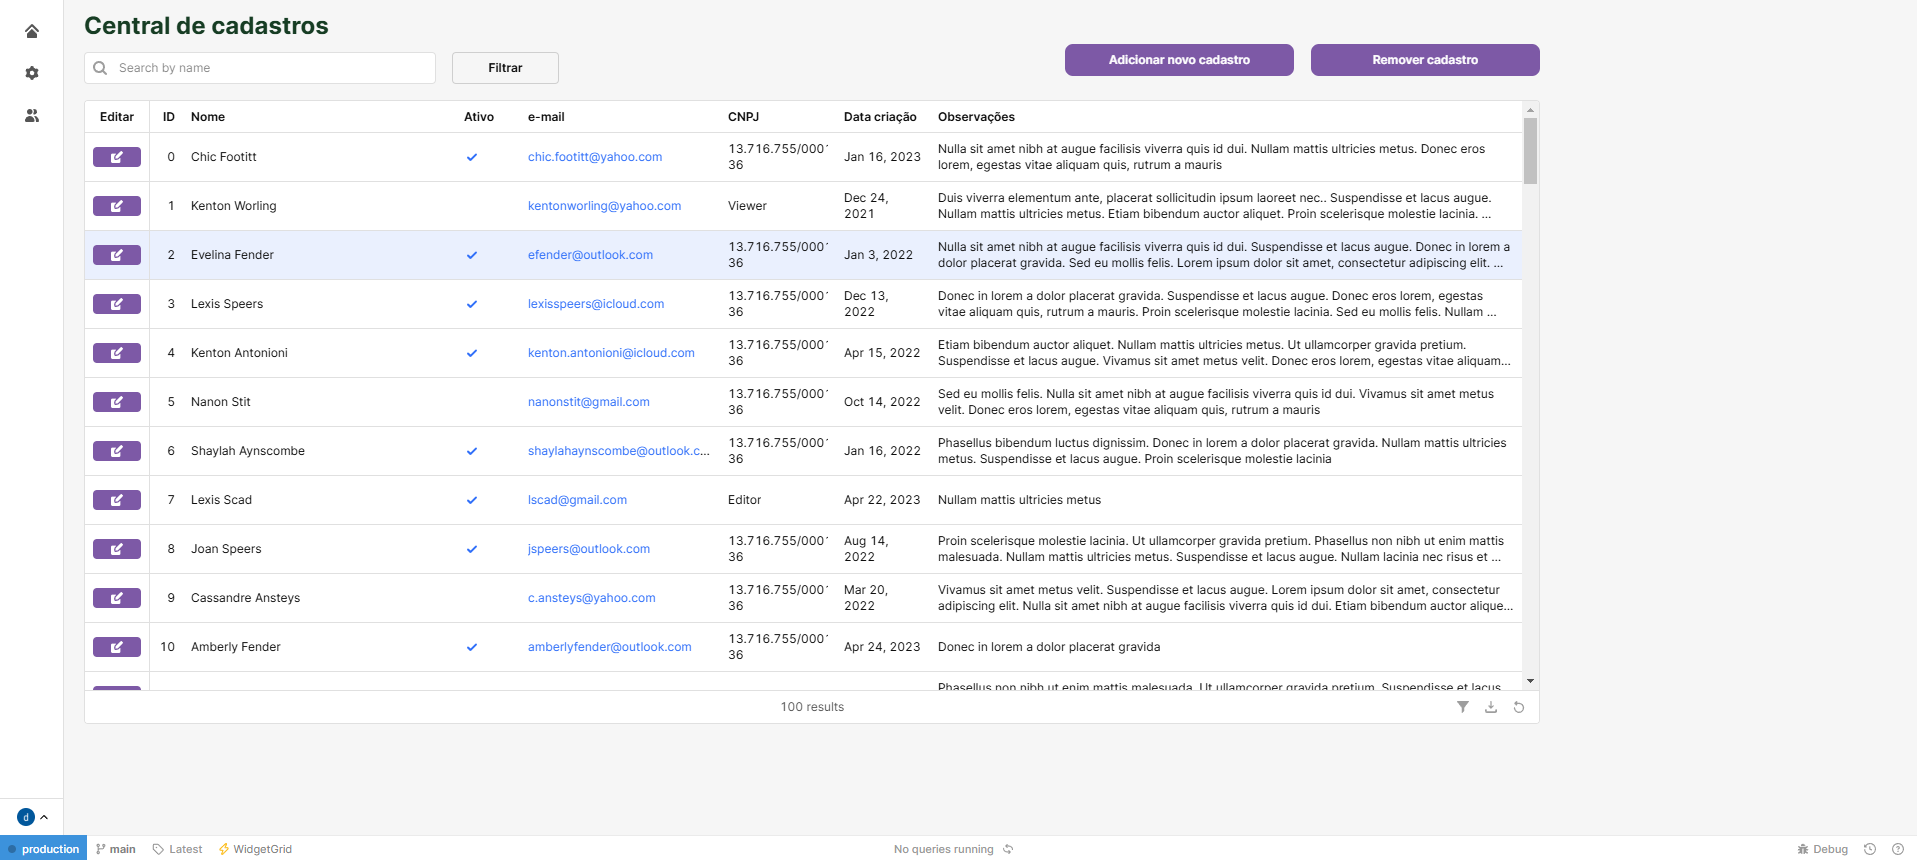 Central de cadastros
Search by name
Filtrar
Adicionar novo cadastro
Remover cadastro
Editar ID Nome Ativo e-mail CNPJ Data criação Observações
0 Chic Footitt chic.footitt@yahoo.com 13.716.755/000 36 Jan 16, 2023 Nulla sit amet nibh at augue facilisis viverra quis id dui. Nullam mattis ultricies metus. Donec eros
lorem, egestas vitae aliquam quis, rutrum a mauris
1 Kenton Worling kentonworling@yahoo.com Viewer Dec 24, 2021 Duis viverra elementum ante, placerat sollicitudin ipsum laoreet nec.. Suspendisse et lacus augue.
Nullam mattis ultricies metus. Etiam bibendum auctor aliquet. Proin scelerisque molestie lacinia. ...
2 Evelina Fender efender@outlook.com 13.716.755/000 36 Jan 3, 2022 Nulla sit amet nibh at augue facilisis viverra quis id dui. Suspendisse et lacus augue. Donec in lorem a
dolor placerat gravida. Sed eu mollis felis. Lorem ipsum dolor sit amet, consectetur adipiscing elit. ...
3 Lexis Speers lexisspeers@icloud.com 13.716.755/000 36 Dec 13, 2022 Donec in lorem a dolor placerat gravida. Suspendisse et lacus augue. Donec eros lorem, egestas
vitae aliquam quis, rutrum a mauris. Proin scelerisque molestie lacinia. Sed eu mollis felis. Nullam ...
4 Kenton Antonioni kenton.antonioni@icloud.com 13.716.755/000 36 Apr 15, 2022 Etiam bibendum auctor aliquet. Nullam mattis ultricies metus. Ut ullamcorper gravida pretium.
Suspendisse et lacus augue. Vivamus sit amet metus velit. Donec eros lorem, egestas vitae aliquam...
5 Nanon Stit nanonstit@gmail.com 13.716.755/000 36 Oct 14, 2022 Sed eu mollis felis. Nulla sit amet nibh at augue facilisis viverra quis id dui. Vivamus sit amet metus
velit. Donec eros lorem, egestas vitae aliquam quis, rutrum a mauris
6 Shaylah Aynscombe shaylahaynscombe@outlook.c... 13.716.755/000 36 Jan 16, 2022 Phasellus bibendum luctus dignissim. Donec in lorem a dolor placerat gravida. Nullam mattis ultricies
metus. Suspendisse et lacus augue. Proin scelerisque molestie lacinia
7 Lexis Scad lscad@gmail.com Editor Apr 22, 2023 Nullam mattis ultricies metus
8 Joan Speers jspeers@outlook.com 13.716.755/000 36 Aug 14, 2022 Proin scelerisque molestie lacinia. Ut ullamcorper gravida pretium. Phasellus non nibh ut enim mattis
malesuada. Nullam mattis ultricies metus. Suspendisse et lacus augue. Nullam lacinia nec risus et ...
9 Cassandre Ansteys c.ansteys@yahoo.com 13.716.755/000 36 Mar 20, 2022 Vivamus sit amet metus velit. Suspendisse et lacus augue. Lorem ipsum dolor sit amet, consectetur
adipiscing elit. Nulla sit amet nibh at augue facilisis viverra quis id dui. Etiam bibendum auctor alique...
10 Amberly Fender amberlyfender@outlook.com 13.716.755/000 36 Apr 24, 2023 Donec in lorem a dolor placerat gravida
Phasellus non nibh ut enim mattis malesuada. Ut ullamcorper gravida pretium. Suspendisse et lacus
100 results
d
production main Latest WidgetGrid No queries running Debug